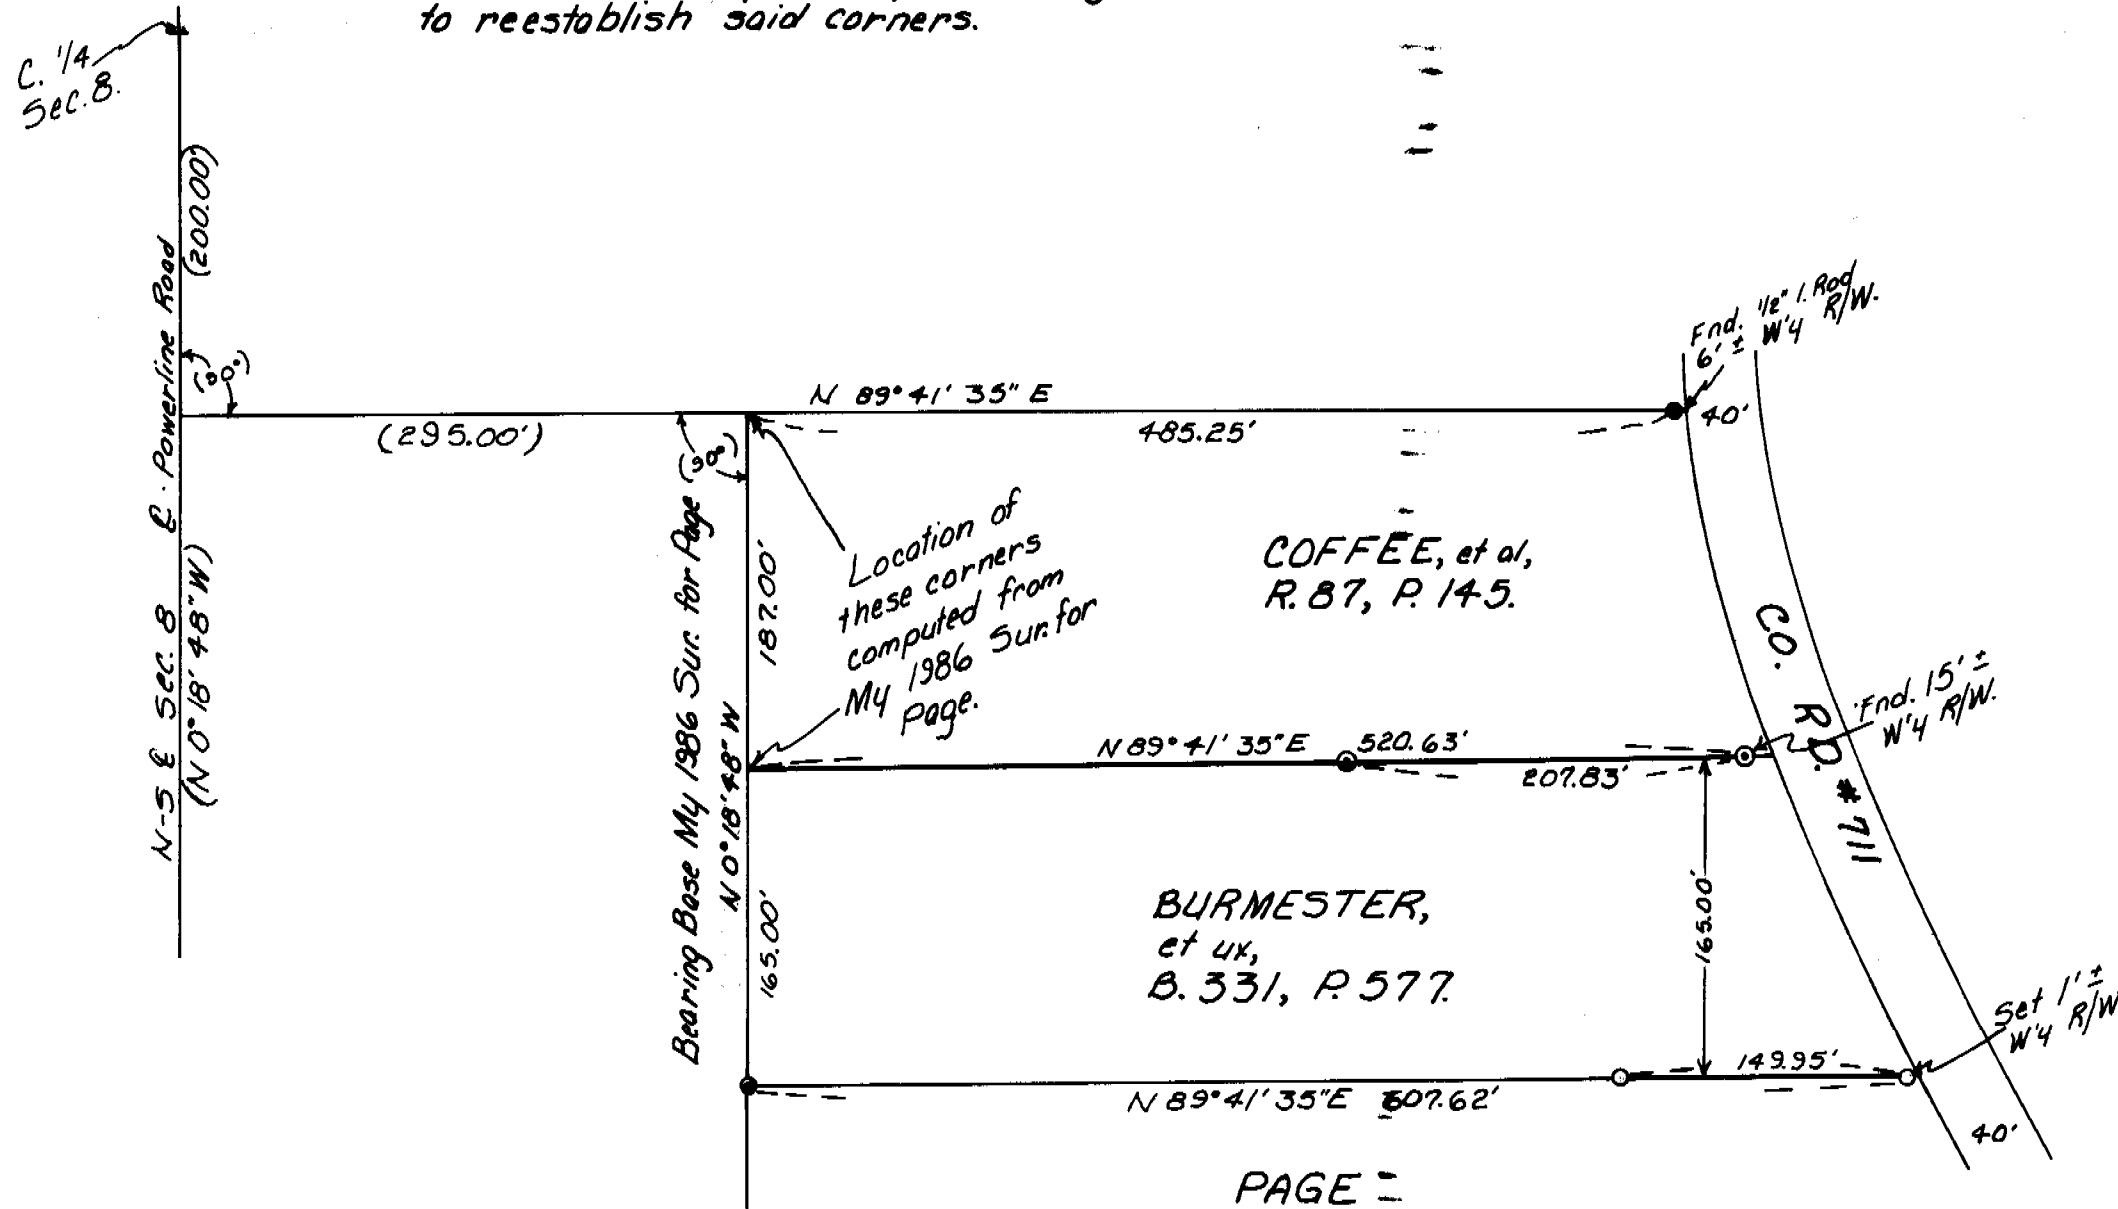 to reestablish said corners.
C. 1/4
Sec. 8.
(200.00')
N-S ℄ Sec. 8 ℄ Powerline Road
(N 0° 18' 48" W)
(90°)
(295.00')
N 89° 41' 35" E
485.25'
Fnd. 1/2" I. Rod
6' ± W'y R/W.
40'
(90°)
Bearing Base My 1986 Sur. for Page
N 0° 18' 48" W
187.00'
Location of
these corners
computed from
My 1986 Sur. for
Page.
COFFEE, et al,
R. 87, P. 145.
CO. RD. #711
Fnd. 15' ±
W'y R/W.
N 89° 41' 35" E 520.63'
207.83'
165.00'
165.00'
BURMESTER,
et ux,
B. 331, P. 577.
Set 1' ±
W'y R/W
149.95'
N 89° 41' 35" E 607.62'
40'
PAGE